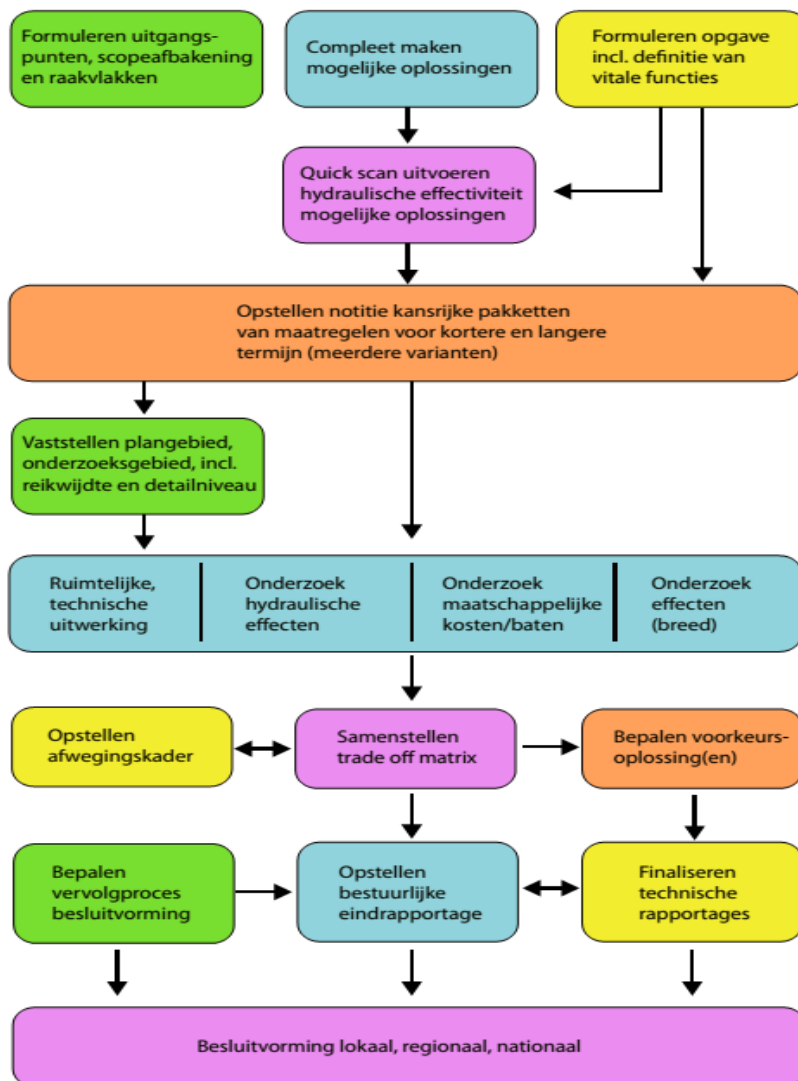 Formuleren uitgangs-
punten, scopeafbakening
en raakvlakken
Compleet maken
mogelijke oplossingen
Formuleren opgave
incl. definitie van
vitale functies
Quick scan uitvoeren
hydraulische effectiviteit
mogelijke oplossingen
Opstellen notitie kansrijke pakketten
van maatregelen voor kortere en langere
termijn (meerdere varianten)
Vaststellen plangebied,
onderzoeksgebied, incl.
reikwijdte en detailniveau
Ruimtelijke,
technische
uitwerking
Onderzoek
hydraulische
effecten
Onderzoek
maatschappelijke
kosten/baten
Onderzoek
effecten
(breed)
Opstellen
afwegingskader
Samenstellen
trade off matrix
Bepalen voorkeurs-
oplossing(en)
Bepalen
vervolgproces
besluitvorming
Opstellen
bestuurlijke
eindrapportage
Finaliseren
technische
rapportages
Besluitvorming lokaal, regionaal, nationaal